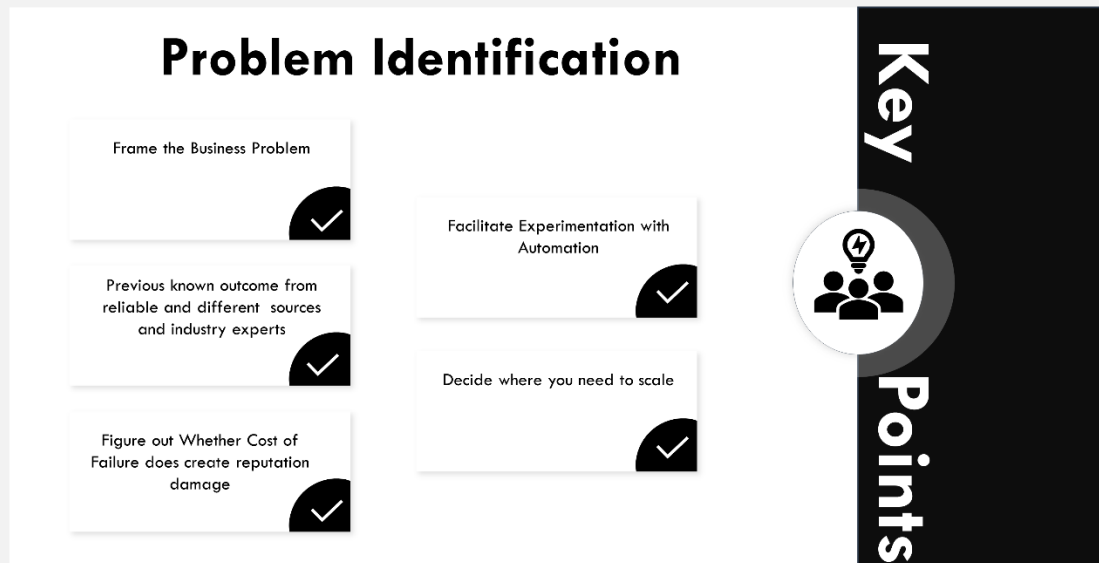 Problem Identification
Frame the Business Problem
Previous known outcome from
reliable and different sources
and industry experts
Figure out Whether Cost of
Failure does create reputation
damage
Facilitate Experimentation with
Automation
Decide where you need to scale
Key Points